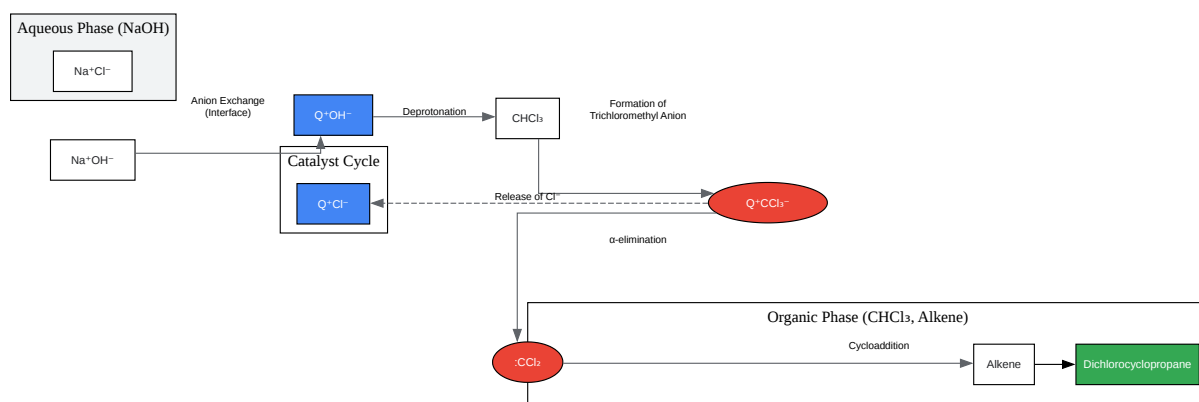 Aqueous Phase (NaOH)
Na⁺Cl⁻
Anion Exchange
(Interface)
Q⁺OH⁻
Deprotonation
CHCl₃
Formation of
Trichloromethyl Anion
Na⁺OH⁻
Catalyst Cycle
Q⁺Cl⁻
Release of Cl⁻
Q⁺CCl₃⁻
α-elimination
Organic Phase (CHCl₃, Alkene)
:CCl₂
Cycloaddition
Alkene
Dichlorocyclopropane